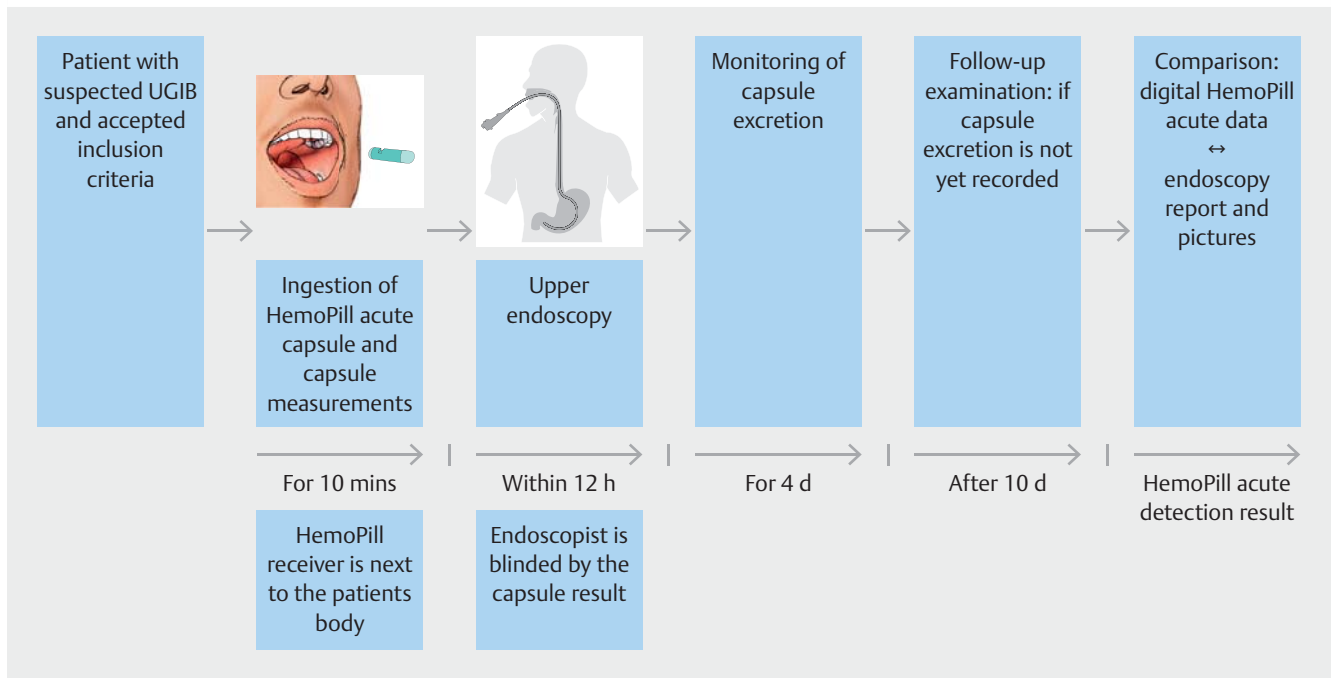 Patient with
suspected UGIB
and accepted
inclusion
criteria
Ingestion of
HemoPill acute
capsule and
capsule
measurements
Upper
endoscopy
Monitoring of
capsule
excretion
Follow-up
examination: if
capsule
excretion is not
yet recorded
Comparison:
digital HemoPill
acute data
↔
endoscopy
report and
pictures
For 10 mins
Within 12 h
For 4 d
After 10 d
HemoPill acute
detection result
HemoPill
receiver is next
to the patients
body
Endoscopist is
blinded by the
capsule result